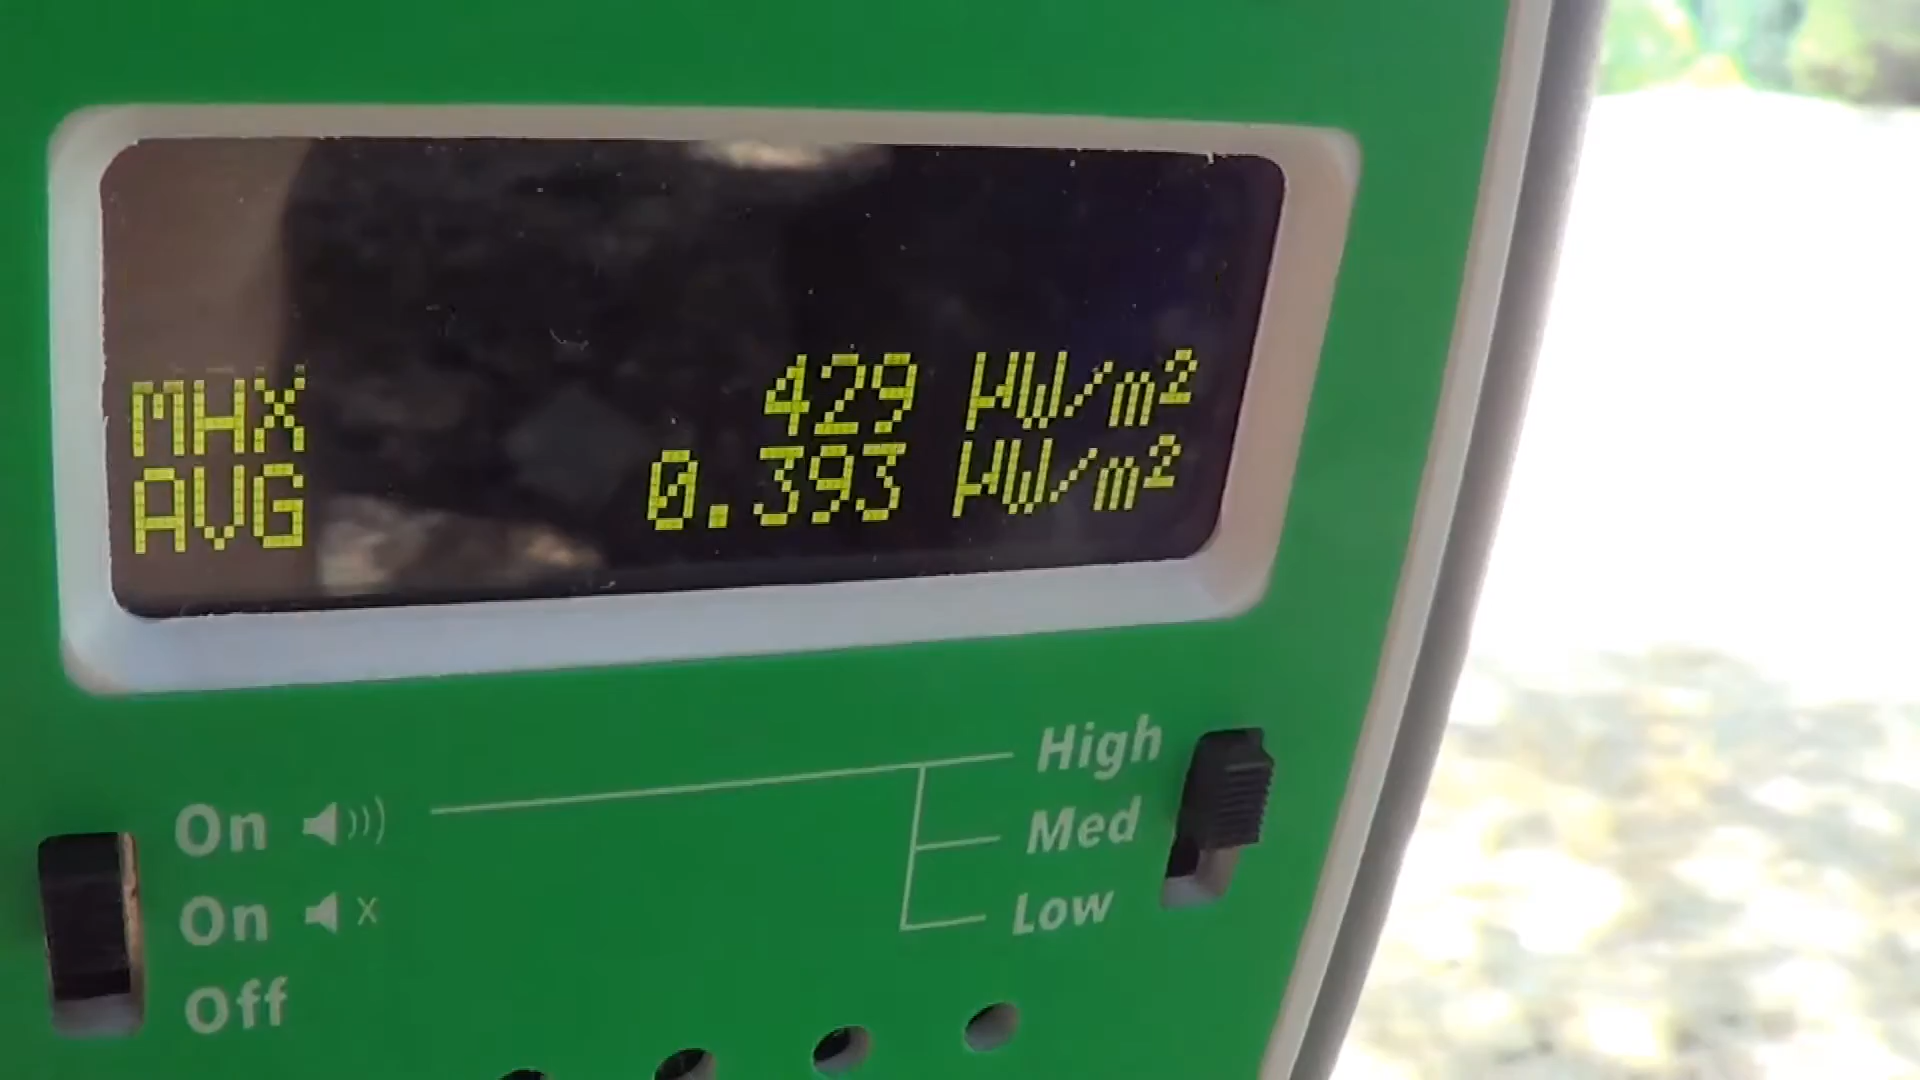 MAX 429 µW/m²
AVG 0.393 µW/m²
On High
Med
On x Low
Off